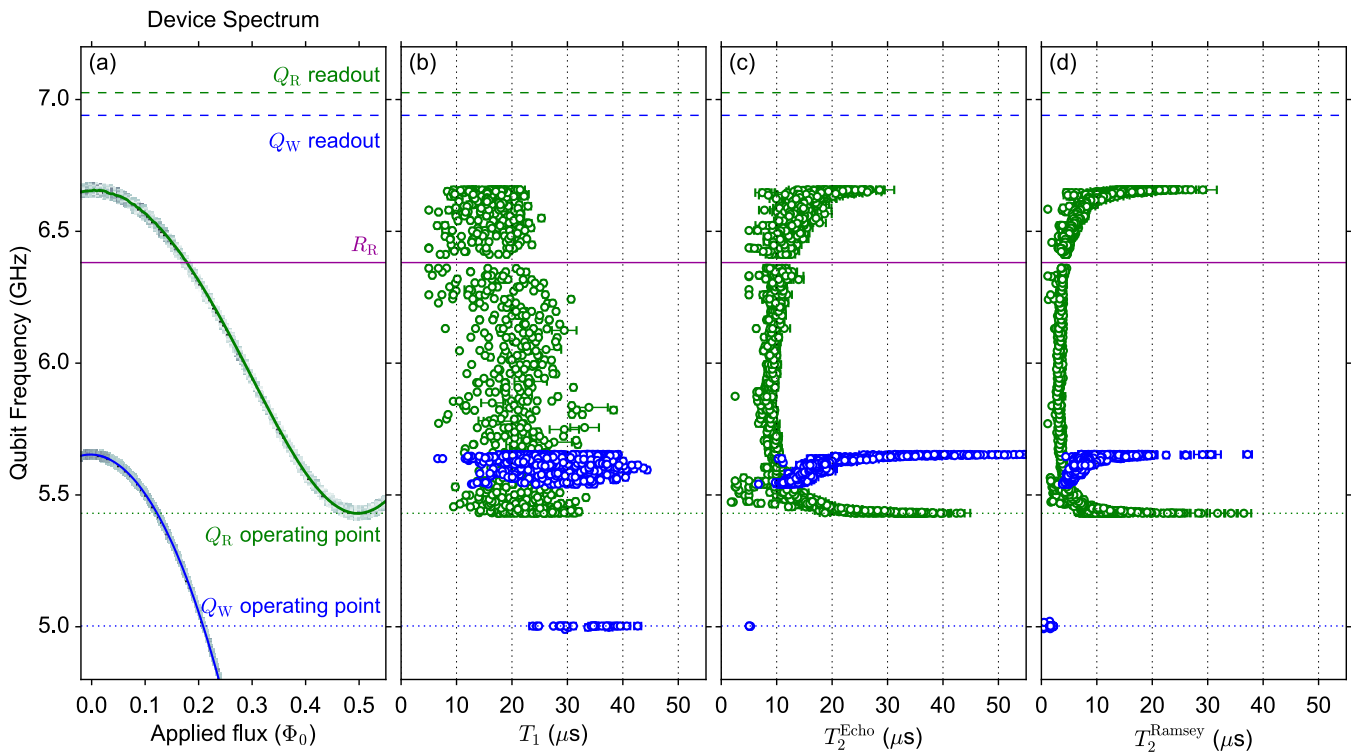 Device Spectrum
(a)
(b)
(c)
(d)
Q_R readout
Q_W readout
R_R
Q_R operating point
Q_W operating point
Qubit Frequency (GHz)
7.0
6.5
6.0
5.5
5.0
0.0 0.1 0.2 0.3 0.4 0.5
0 10 20 30 40 50
0 10 20 30 40 50
0 10 20 30 40 50
Applied flux (Φ₀)
T₁ (μs)
T₂^Echo (μs)
T₂^Ramsey (μs)